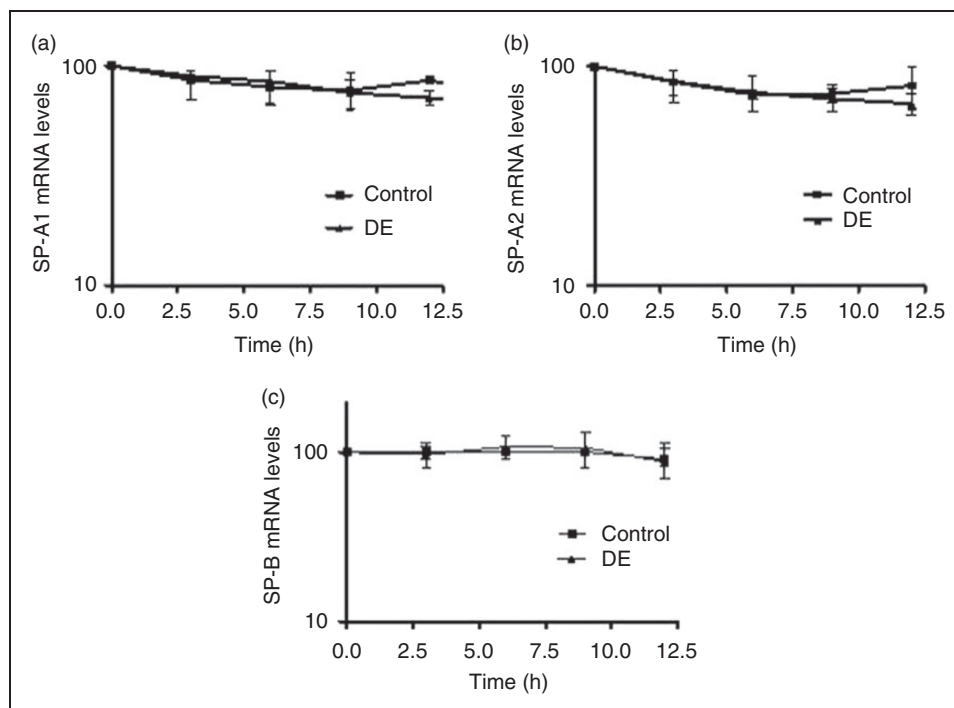 (a)
SP-A1 mRNA levels
100
10
Control
DE
0.0 2.5 5.0 7.5 10.0 12.5
Time (h)
(b)
SP-A2 mRNA levels
100
10
Control
DE
0.0 2.5 5.0 7.5 10.0 12.5
Time (h)
(c)
SP-B mRNA levels
100
10
Control
DE
0.0 2.5 5.0 7.5 10.0 12.5
Time (h)